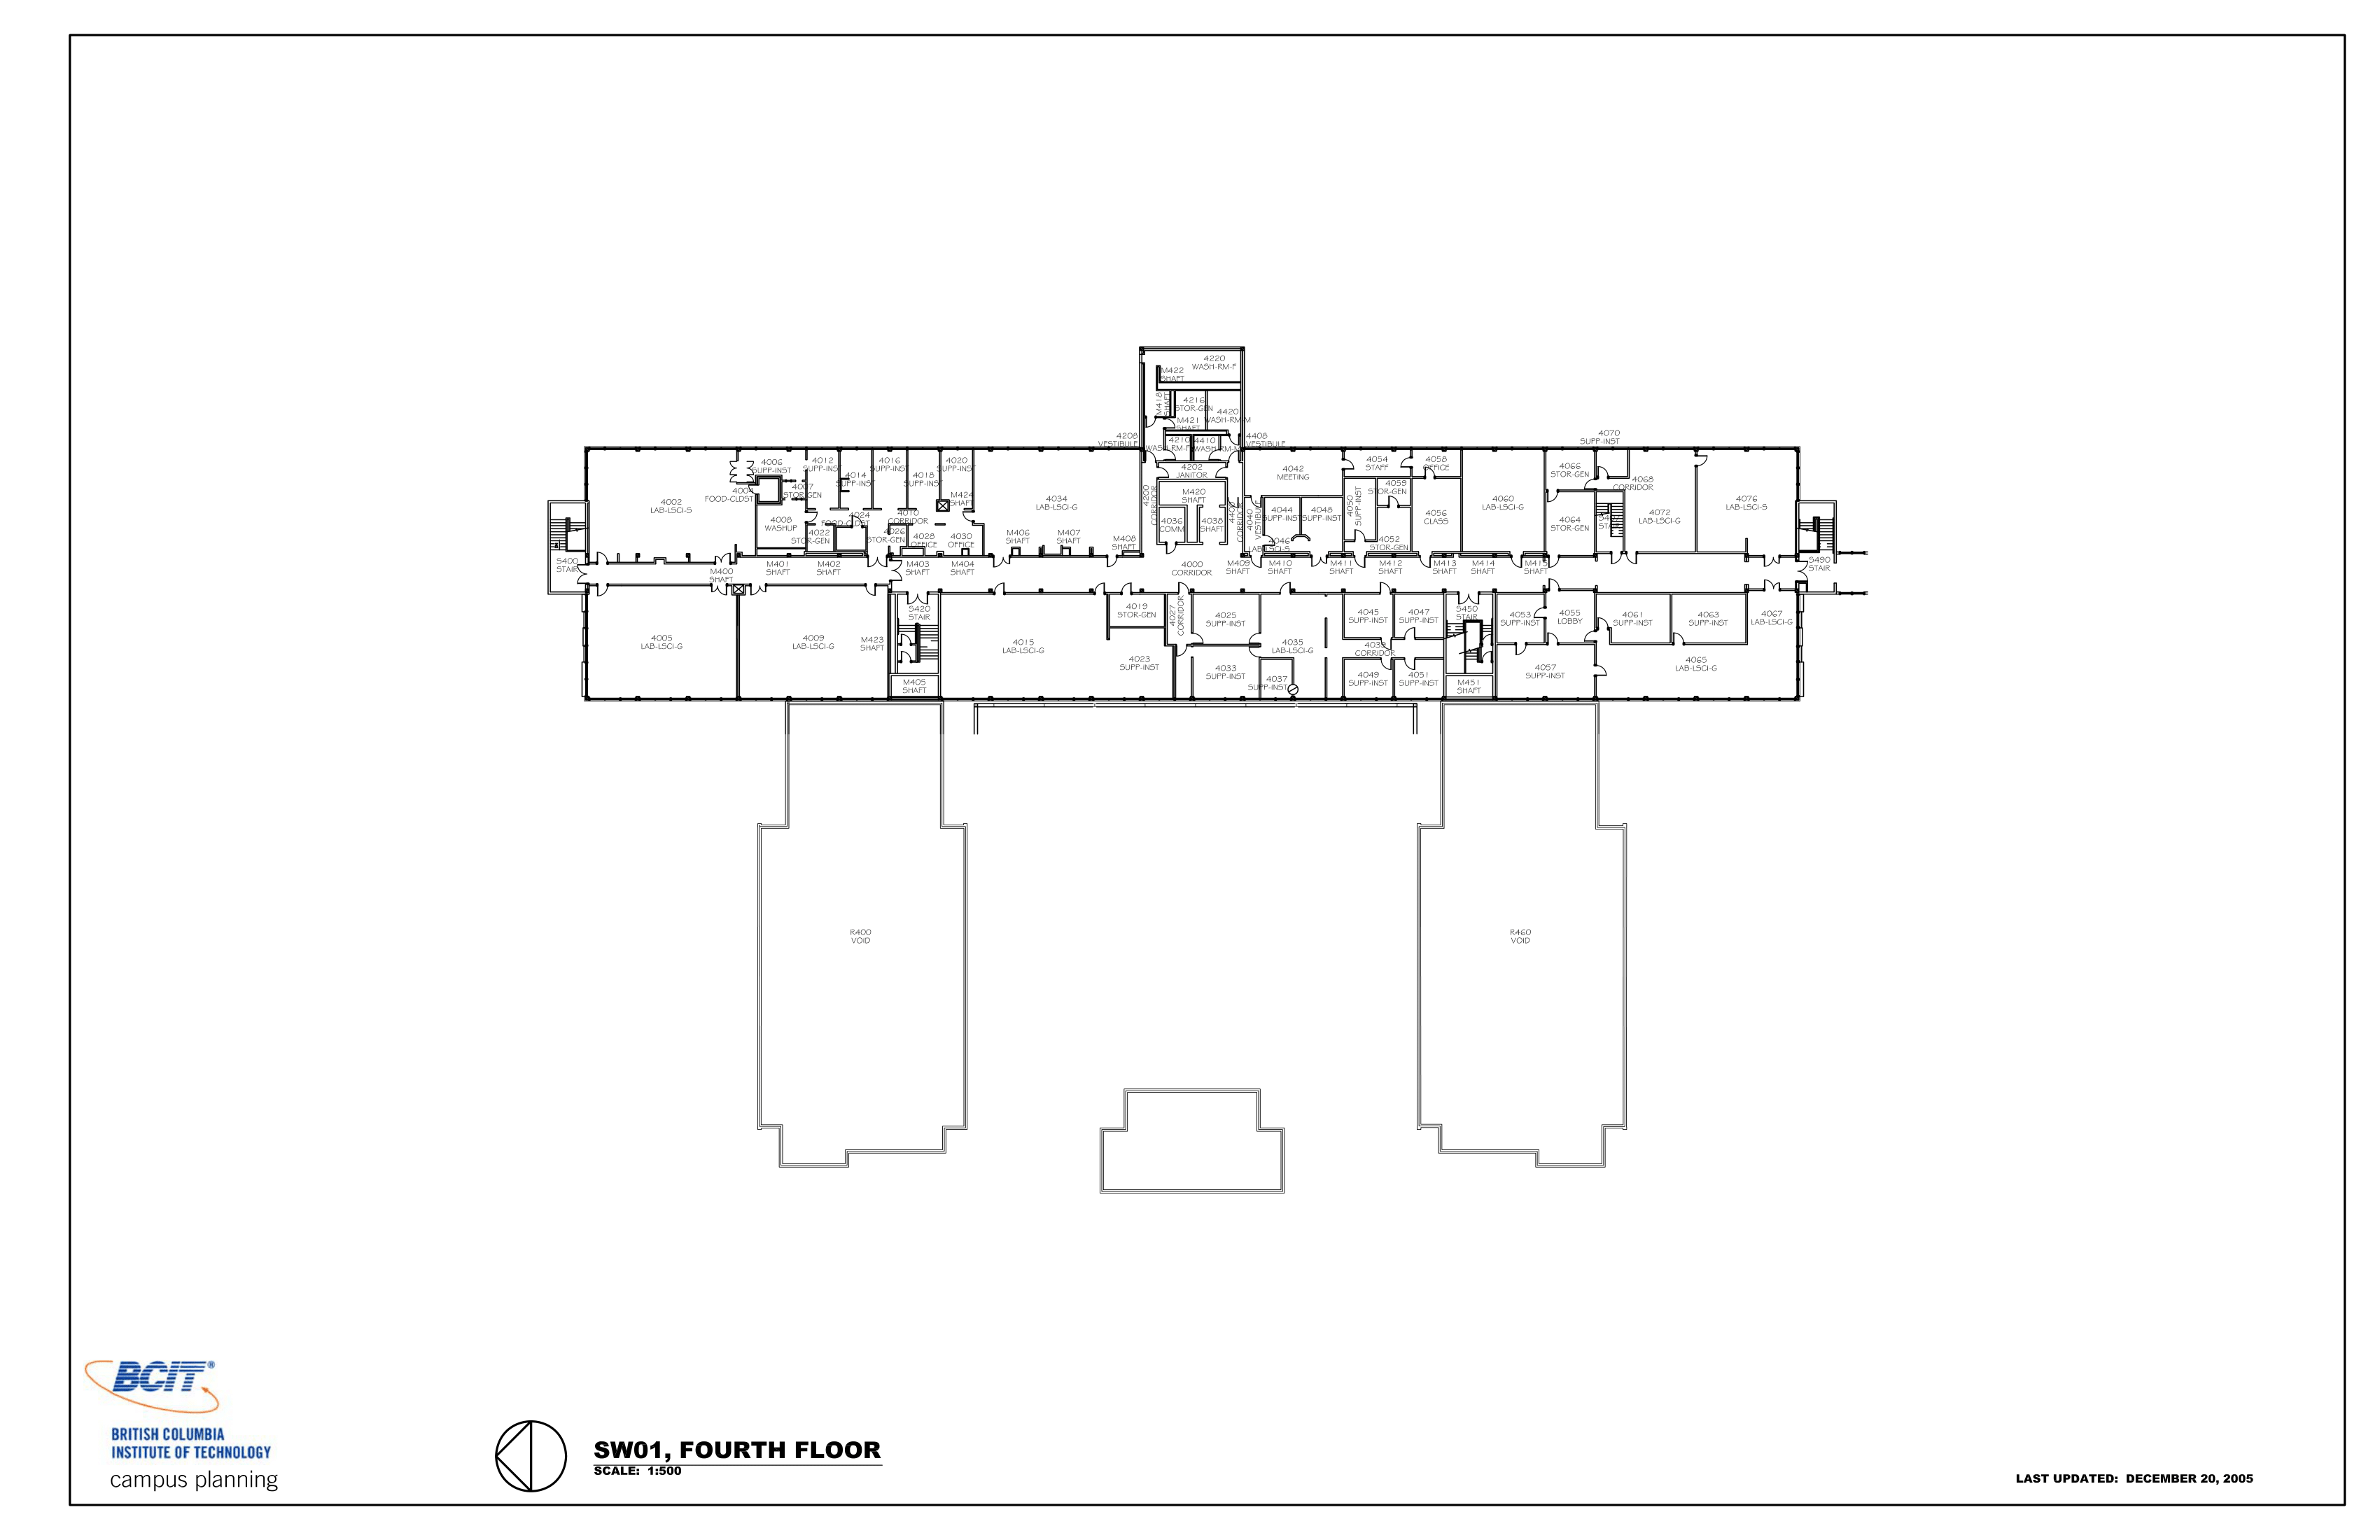 4220
WASH-RM-F
M422
SHAFT
M418
SHAFT
4216
STOR-GEN
4420
WASH-RM-M
M421
SHAFT
4208
VESTIBULE
4210
WASH-RM-F
4410
WASH-RM-M
4408
VESTIBULE
4070
SUPP-INST
4006
SUPP-INST
4012
SUPP-INST
4014
SUPP-INST
4016
SUPP-INST
4018
SUPP-INST
4020
SUPP-INST
4202
JANITOR
4042
MEETING
4054
STAFF
4058
OFFICE
4066
STOR-GEN
4068
CORRIDOR
4002
LAB-LSCI-S
4004
FOOD-CLDST
4007
STOR-GEN
M424
SHAFT
4034
LAB-LSCI-G
4200
CORRIDOR
M420
SHAFT
CORRIDOR
4040
VESTIBULE
4044
SUPP-INST
4048
SUPP-INST
4050
SUPP-INST
4059
STOR-GEN
4056
CLASS
4060
LAB-LSCI-G
4064
STOR-GEN
4072
LAB-LSCI-G
4076
LAB-LSCI-S
4008
WASHUP
4024
FOOD-CLDST
4010
CORRIDOR
4036
COMM
4038
SHAFT
4022
STOR-GEN
4026
STOR-GEN
4028
OFFICE
4030
OFFICE
M406
SHAFT
M407
SHAFT
M408
SHAFT
4046
LAB-LSCI-S
4052
STOR-GEN
S400
STAIR
M400
SHAFT
M401
SHAFT
M402
SHAFT
M403
SHAFT
M404
SHAFT
4000
CORRIDOR
M409
SHAFT
M410
SHAFT
M411
SHAFT
M412
SHAFT
M413
SHAFT
M414
SHAFT
M415
SHAFT
S490
STAIR
S420
STAIR
4019
STOR-GEN
4027
CORRIDOR
4025
SUPP-INST
4045
SUPP-INST
4047
SUPP-INST
S450
STAIR
4053
SUPP-INST
4055
LOBBY
4061
SUPP-INST
4063
SUPP-INST
4067
LAB-LSCI-G
4005
LAB-LSCI-G
4009
LAB-LSCI-G
M423
SHAFT
4015
LAB-LSCI-G
4023
SUPP-INST
4035
LAB-LSCI-G
CORRIDOR
4033
SUPP-INST
4037
SUPP-INST
4049
SUPP-INST
4051
SUPP-INST
4057
SUPP-INST
4065
LAB-LSCI-G
M405
SHAFT
M451
SHAFT
R400
VOID
R460
VOID
BCIT®
BRITISH COLUMBIA
INSTITUTE OF TECHNOLOGY
campus planning
SW01, FOURTH FLOOR
SCALE: 1:500
LAST UPDATED: DECEMBER 20, 2005